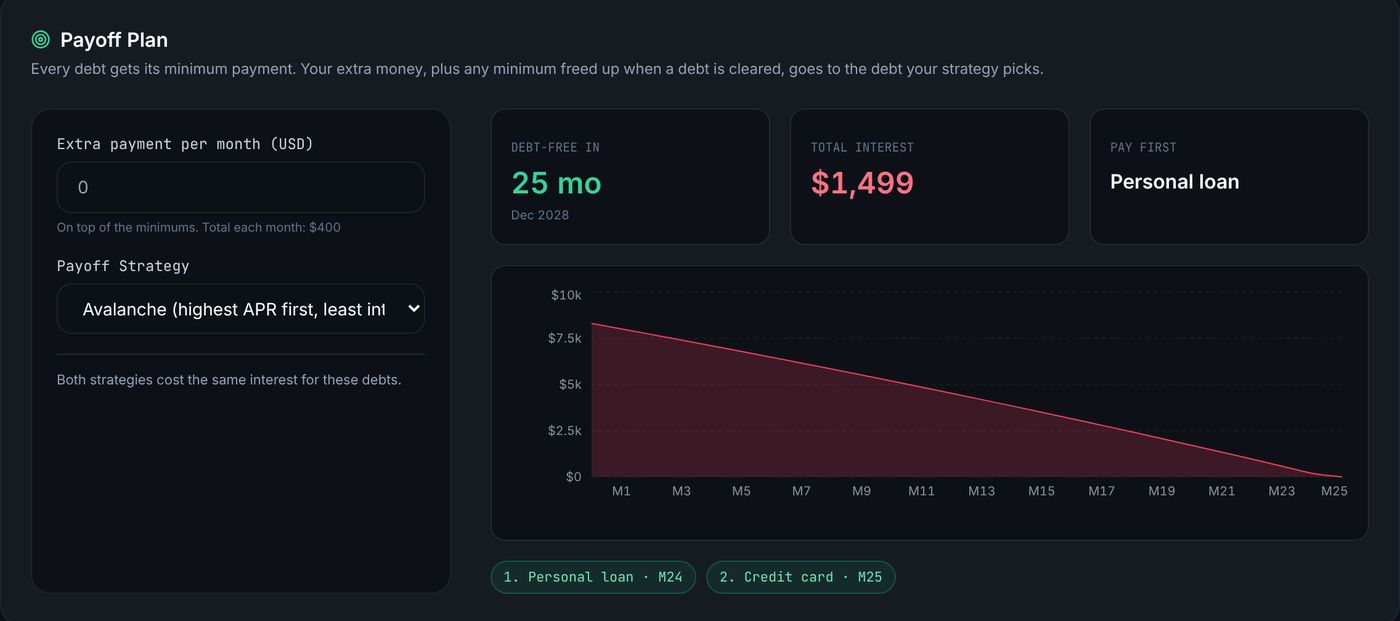 Payoff Plan
Every debt gets its minimum payment. Your extra money, plus any minimum freed up when a debt is cleared, goes to the debt your strategy picks.
Extra payment per month (USD)
0
On top of the minimums. Total each month: $400
Payoff Strategy
Avalanche (highest APR first, least int
Both strategies cost the same interest for these debts.
DEBT-FREE IN
25 mo
Dec 2028
TOTAL INTEREST
$1,499
PAY FIRST
Personal loan
$10k
$7.5k
$5k
$2.5k
$0
M1 M3 M5 M7 M9 M11 M13 M15 M17 M19 M21 M23 M25
1. Personal loan · M24
2. Credit card · M25